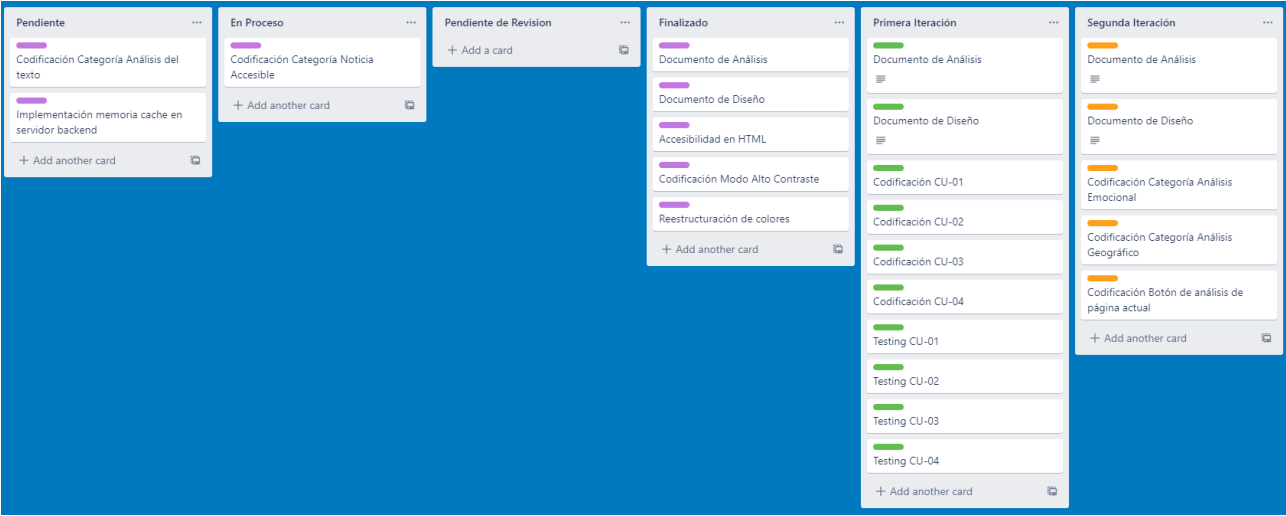 Pendiente
Codificación Categoría Análisis del
texto
Implementación memoria cache en
servidor backend
+ Add another card
En Proceso
Codificación Categoría Noticia
Accesible
+ Add another card
Pendiente de Revision
+ Add a card
Finalizado
Documento de Análisis
Documento de Diseño
Accesibilidad en HTML
Codificación Modo Alto Contraste
Reestructuración de colores
+ Add another card
Primera Iteración
Documento de Análisis
Documento de Diseño
Codificación CU-01
Codificación CU-02
Codificación CU-03
Codificación CU-04
Testing CU-01
Testing CU-02
Testing CU-03
Testing CU-04
+ Add another card
Segunda Iteración
Documento de Análisis
Documento de Diseño
Codificación Categoría Análisis
Emocional
Codificación Categoría Análisis
Geográfico
Codificación Botón de análisis de
página actual
+ Add another card